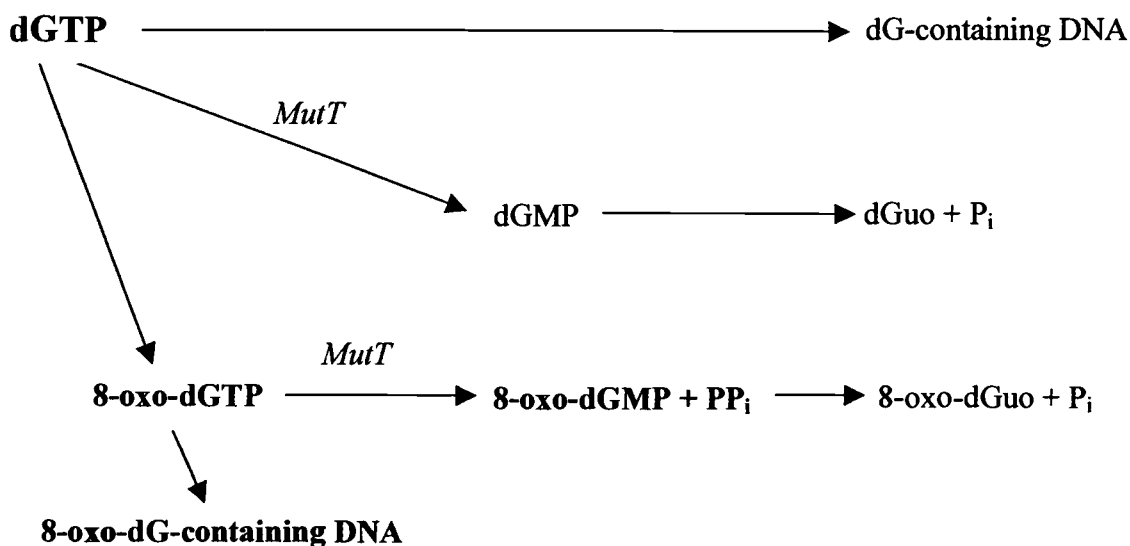 dGTP dG-containing DNA
MutT
dGMP dGuo + Pi
MutT
8-oxo-dGTP 8-oxo-dGMP + PPi 8-oxo-dGuo + Pi
8-oxo-dG-containing DNA